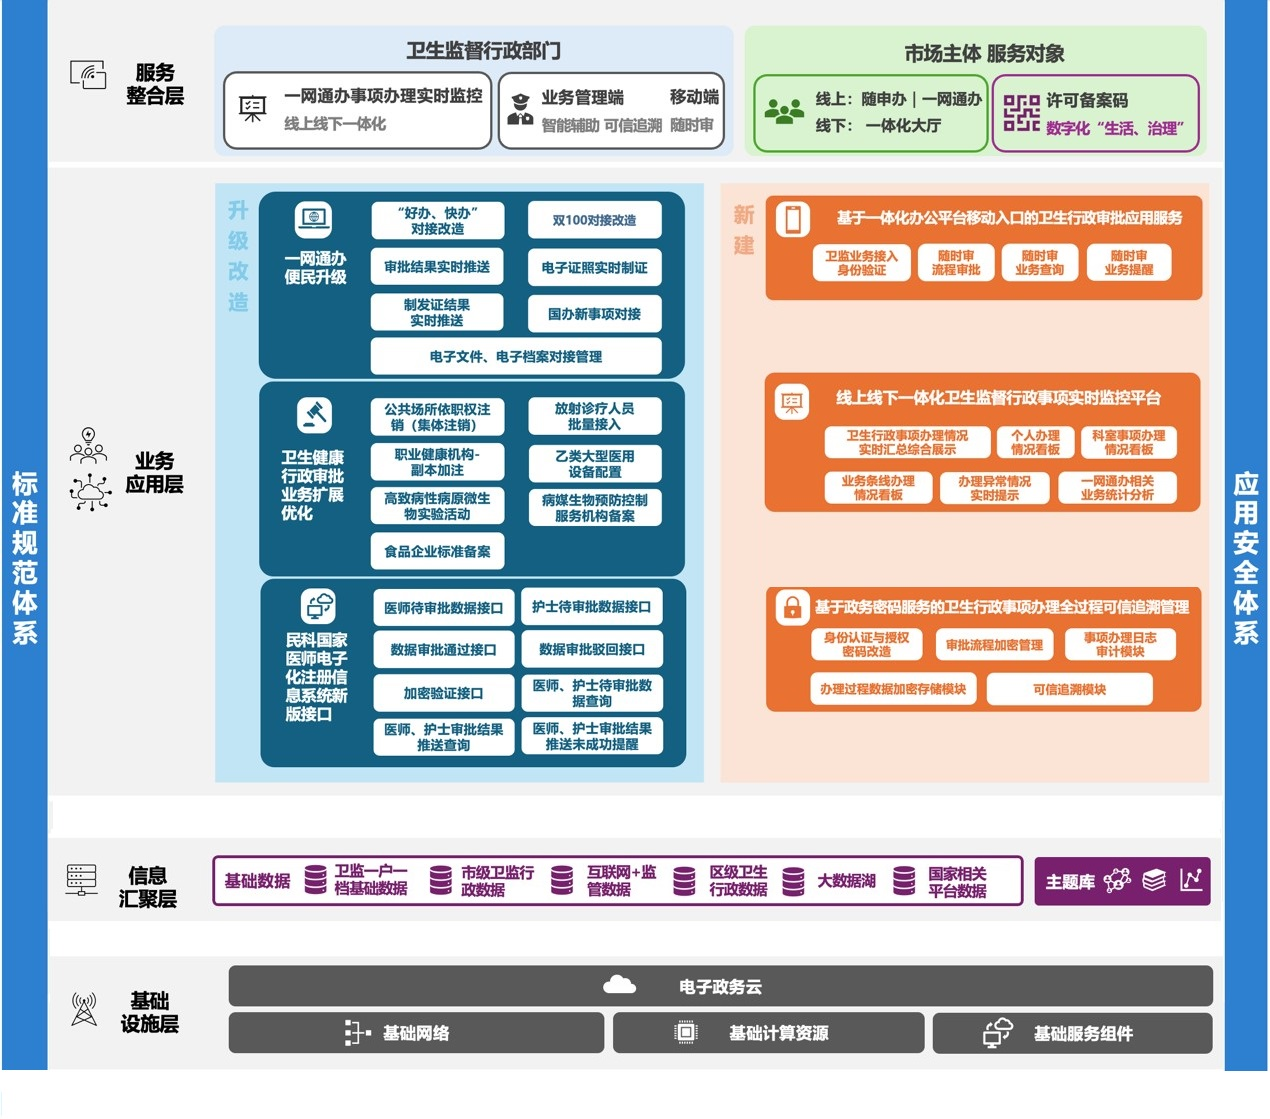 标准规范体系
应用安全体系
服务
整合层
卫生监督行政部门
一网通办事项办理实时监控
线上线下一体化
业务管理端 移动端
智能辅助 可信追溯 随时审
市场主体 服务对象
线上：随申办｜一网通办
线下： 一体化大厅
许可备案码
数字化“生活、治理”
业务
应用层
升级改造
一网通办
便民升级
“好办、快办”
对接改造
双100对接改造
审批结果实时推送
电子证照实时制证
制发证结果
实时推送
国办新事项对接
电子文件、电子档案对接管理
卫生健康
行政审批
业务扩展
优化
公共场所依职权注
销（集体注销）
放射诊疗人员
批量接入
职业健康机构-
副本加注
乙类大型医用
设备配置
高致病性病原微生
物实验活动
病媒生物预防控制
服务机构备案
食品企业标准备案
民科国家
医师电子
化注册信
息系统新
版接口
医师待审批数据接口
护士待审批数据接口
数据审批通过接口
数据审批驳回接口
加密验证接口
医师、护士待审批数
据查询
医师、护士审批结果
推送查询
医师、护士审批结果
推送未成功提醒
新建
基于一体化办公平台移动入口的卫生行政审批应用服务
卫监业务接入
身份验证
随时审
流程审批
随时审
业务查询
随时审
业务提醒
线上线下一体化卫生监督行政事项实时监控平台
卫生行政事项办理情况
实时汇总综合展示
个人办理
情况看板
科室事项办理
情况看板
业务条线办理
情况看板
办理异常情况
实时提示
一网通办相关
业务统计分析
基于政务密码服务的卫生行政事项办理全过程可信追溯管理
身份认证与授权
密码改造
审批流程加密管理
事项办理日志
审计模块
办理过程数据加密存储模块
可信追溯模块
信息
汇聚层
基础数据
卫监一户一
档基础数据
市级卫监行
政数据
互联网+监
管数据
区级卫生
行政数据
大数据湖
国家相关
平台数据
主题库
基础
设施层
电子政务云
基础网络
基础计算资源
基础服务组件